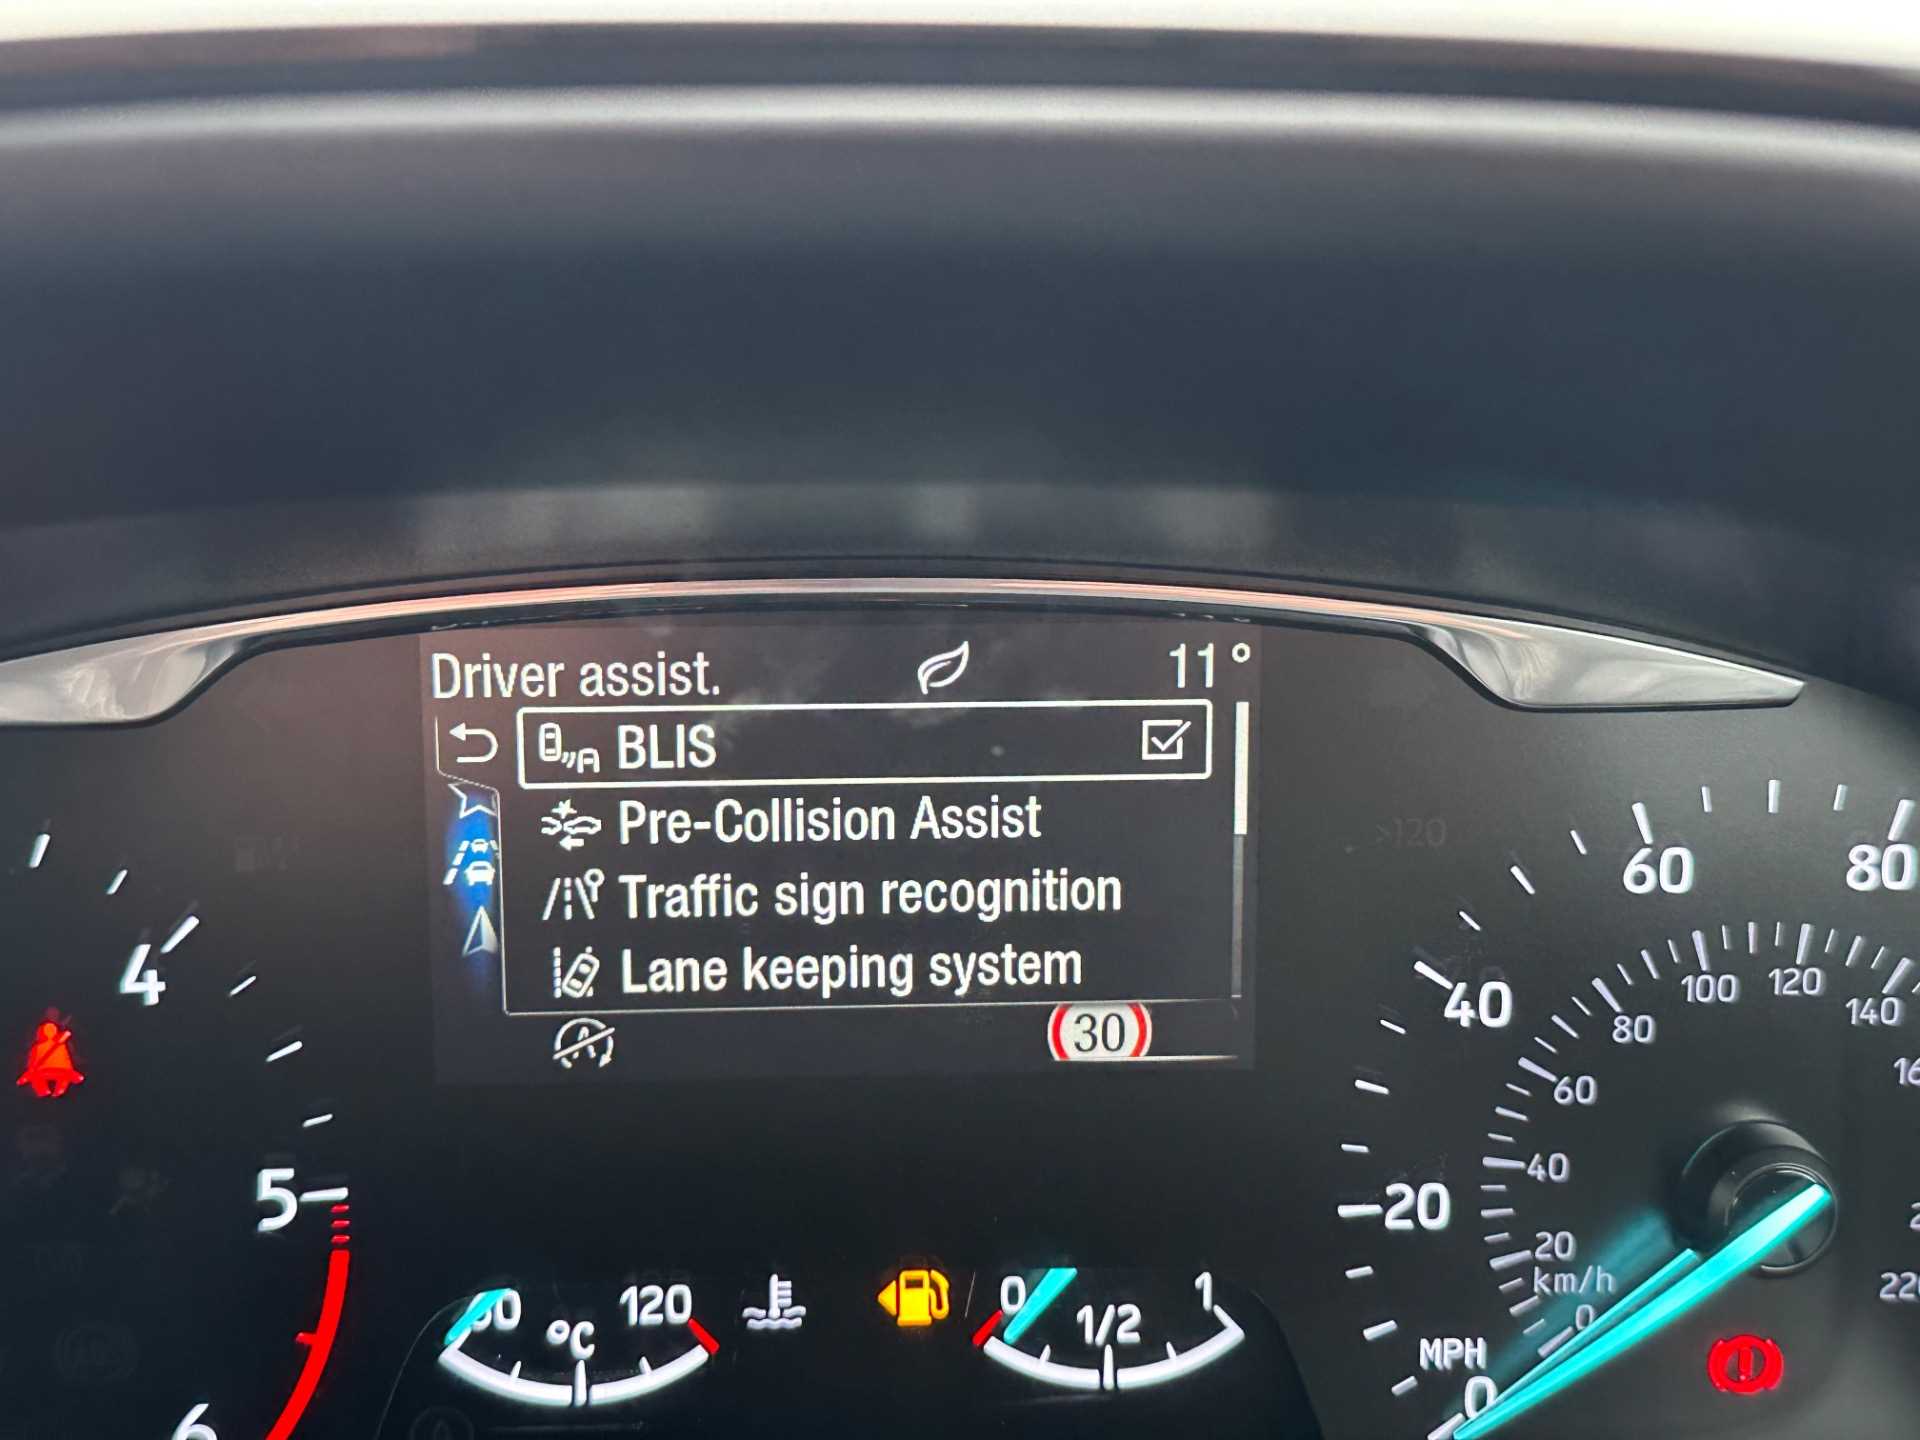 Driver assist. 11°
BLIS
Pre-Collision Assist
Traffic sign recognition
Lane keeping system
30
4
5
6
120
°C
0
1/2
1
20
40
60
80
MPH
0
0
20
40
60
80
100
120
140
km/h